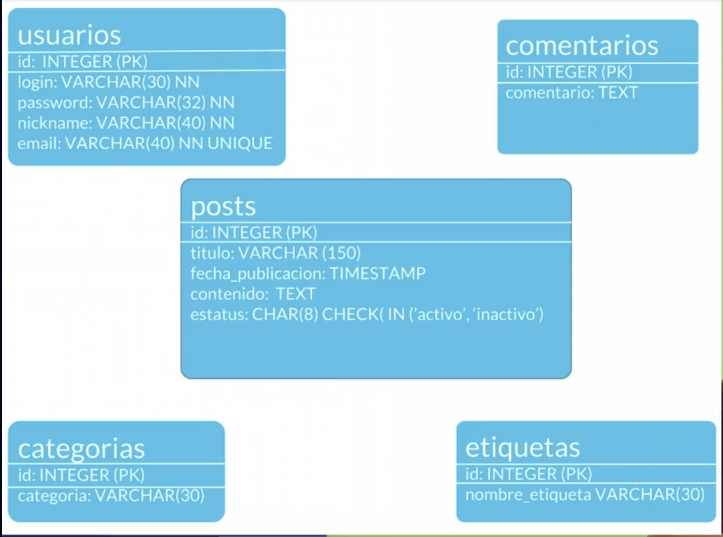 usuarios
id: INTEGER (PK)
login: VARCHAR(30) NN
password: VARCHAR(32) NN
nickname: VARCHAR(40) NN
email: VARCHAR(40) NN UNIQUE
comentarios
id: INTEGER (PK)
comentario: TEXT
posts
id: INTEGER (PK)
titulo: VARCHAR (150)
fecha_publicacion: TIMESTAMP
contenido: TEXT
estatus: CHAR(8) CHECK( IN ('activo', 'inactivo')
categorias
id: INTEGER (PK)
categoria: VARCHAR(30)
etiquetas
id: INTEGER (PK)
nombre_etiqueta VARCHAR(30)